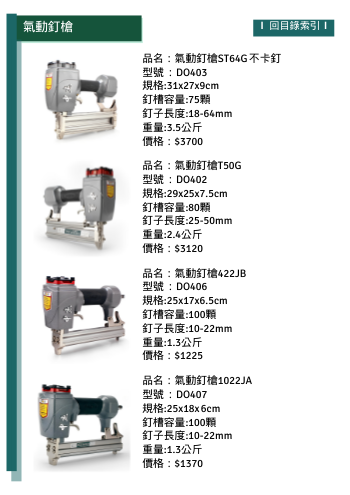 氣動釘槍
I 回目錄索引 I
品名：氣動釘槍ST64G 不卡釘
型號：DO403
規格:31x27x9cm
釘槽容量:75顆
釘子長度:18-64mm
重量:3.5公斤
價格：$3700
品名：氣動釘槍T50G
型號：DO402
規格:29x25x7.5cm
釘槽容量:80顆
釘子長度:25-50mm
重量:2.4公斤
價格：$3120
品名：氣動釘槍422JB
型號：DO406
規格:25x17x6.5cm
釘槽容量:100顆
釘子長度:10-22mm
重量:1.3公斤
價格：$1225
品名：氣動釘槍1022JA
型號：DO407
規格:25x18x6cm
釘槽容量:100顆
釘子長度:10-22mm
重量:1.3公斤
價格：$1370